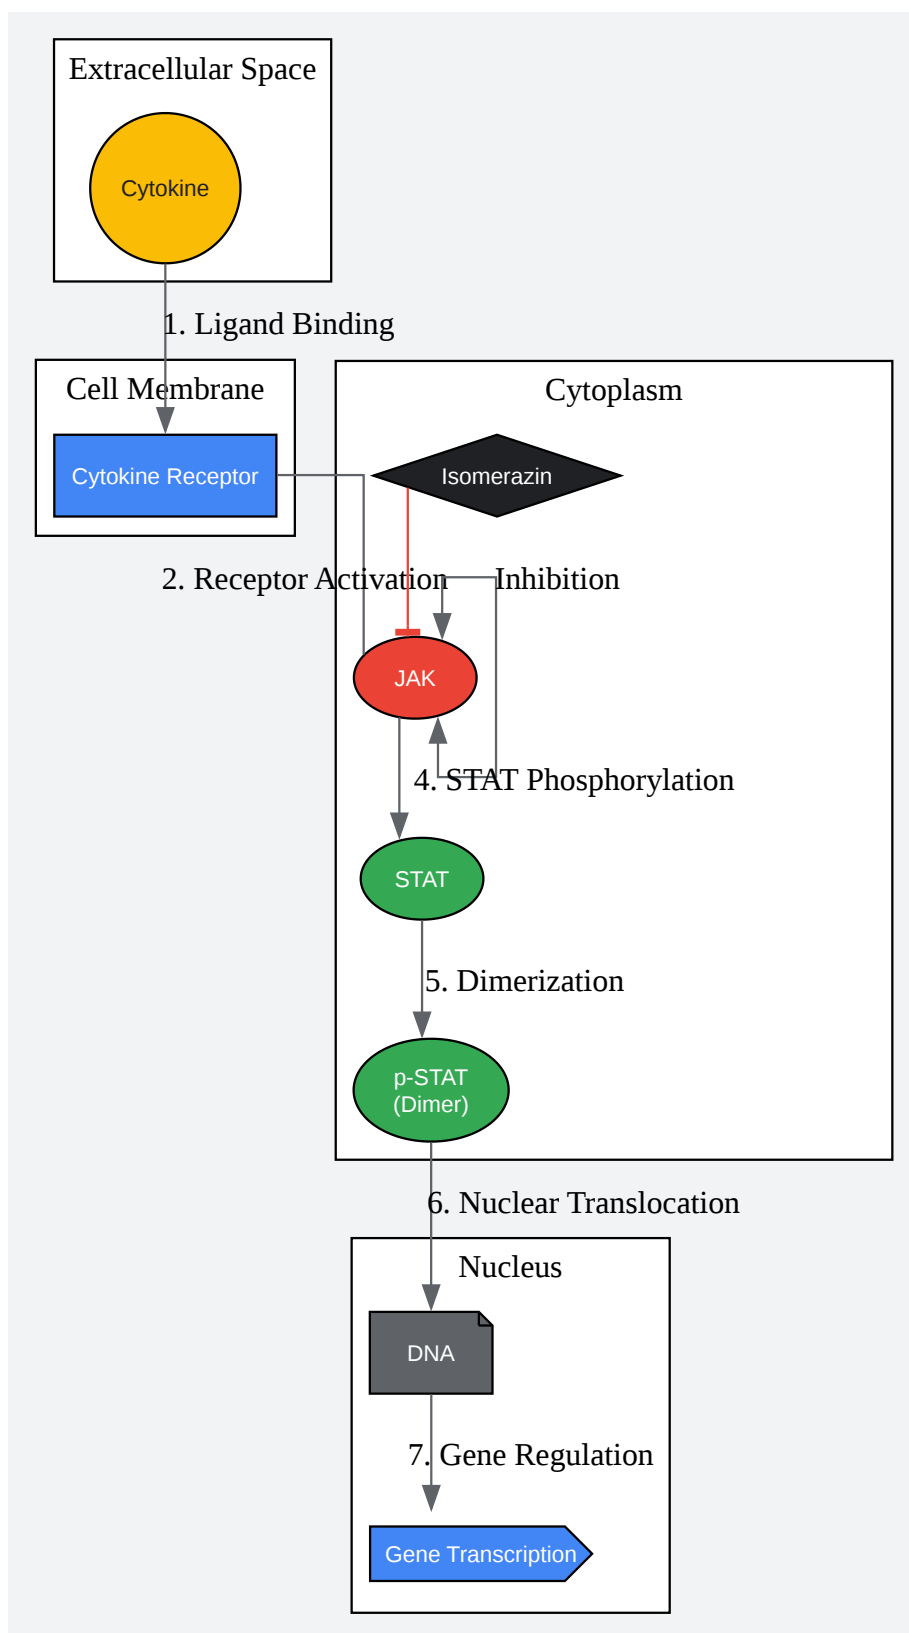 Extracellular Space
Cytokine
1. Ligand Binding
Cell Membrane
Cytokine Receptor
Cytoplasm
Isomerazin
2. Receptor Activation
Inhibition
JAK
4. STAT Phosphorylation
STAT
5. Dimerization
p-STAT
(Dimer)
6. Nuclear Translocation
Nucleus
DNA
7. Gene Regulation
Gene Transcription